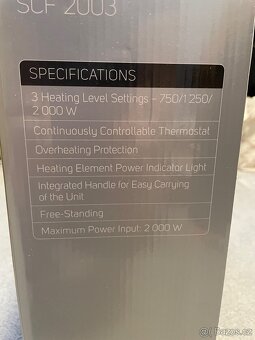 SCF 2003
SPECIFICATIONS
3 Heating Level Settings – 750/1 250/
2 000 W
Continuously Controllable Thermostat
Overheating Protection
Heating Element Power Indicator Light
Integrated Handle for Easy Carrying
of the Unit
Free-Standing
Maximum Power Input: 2 000 W